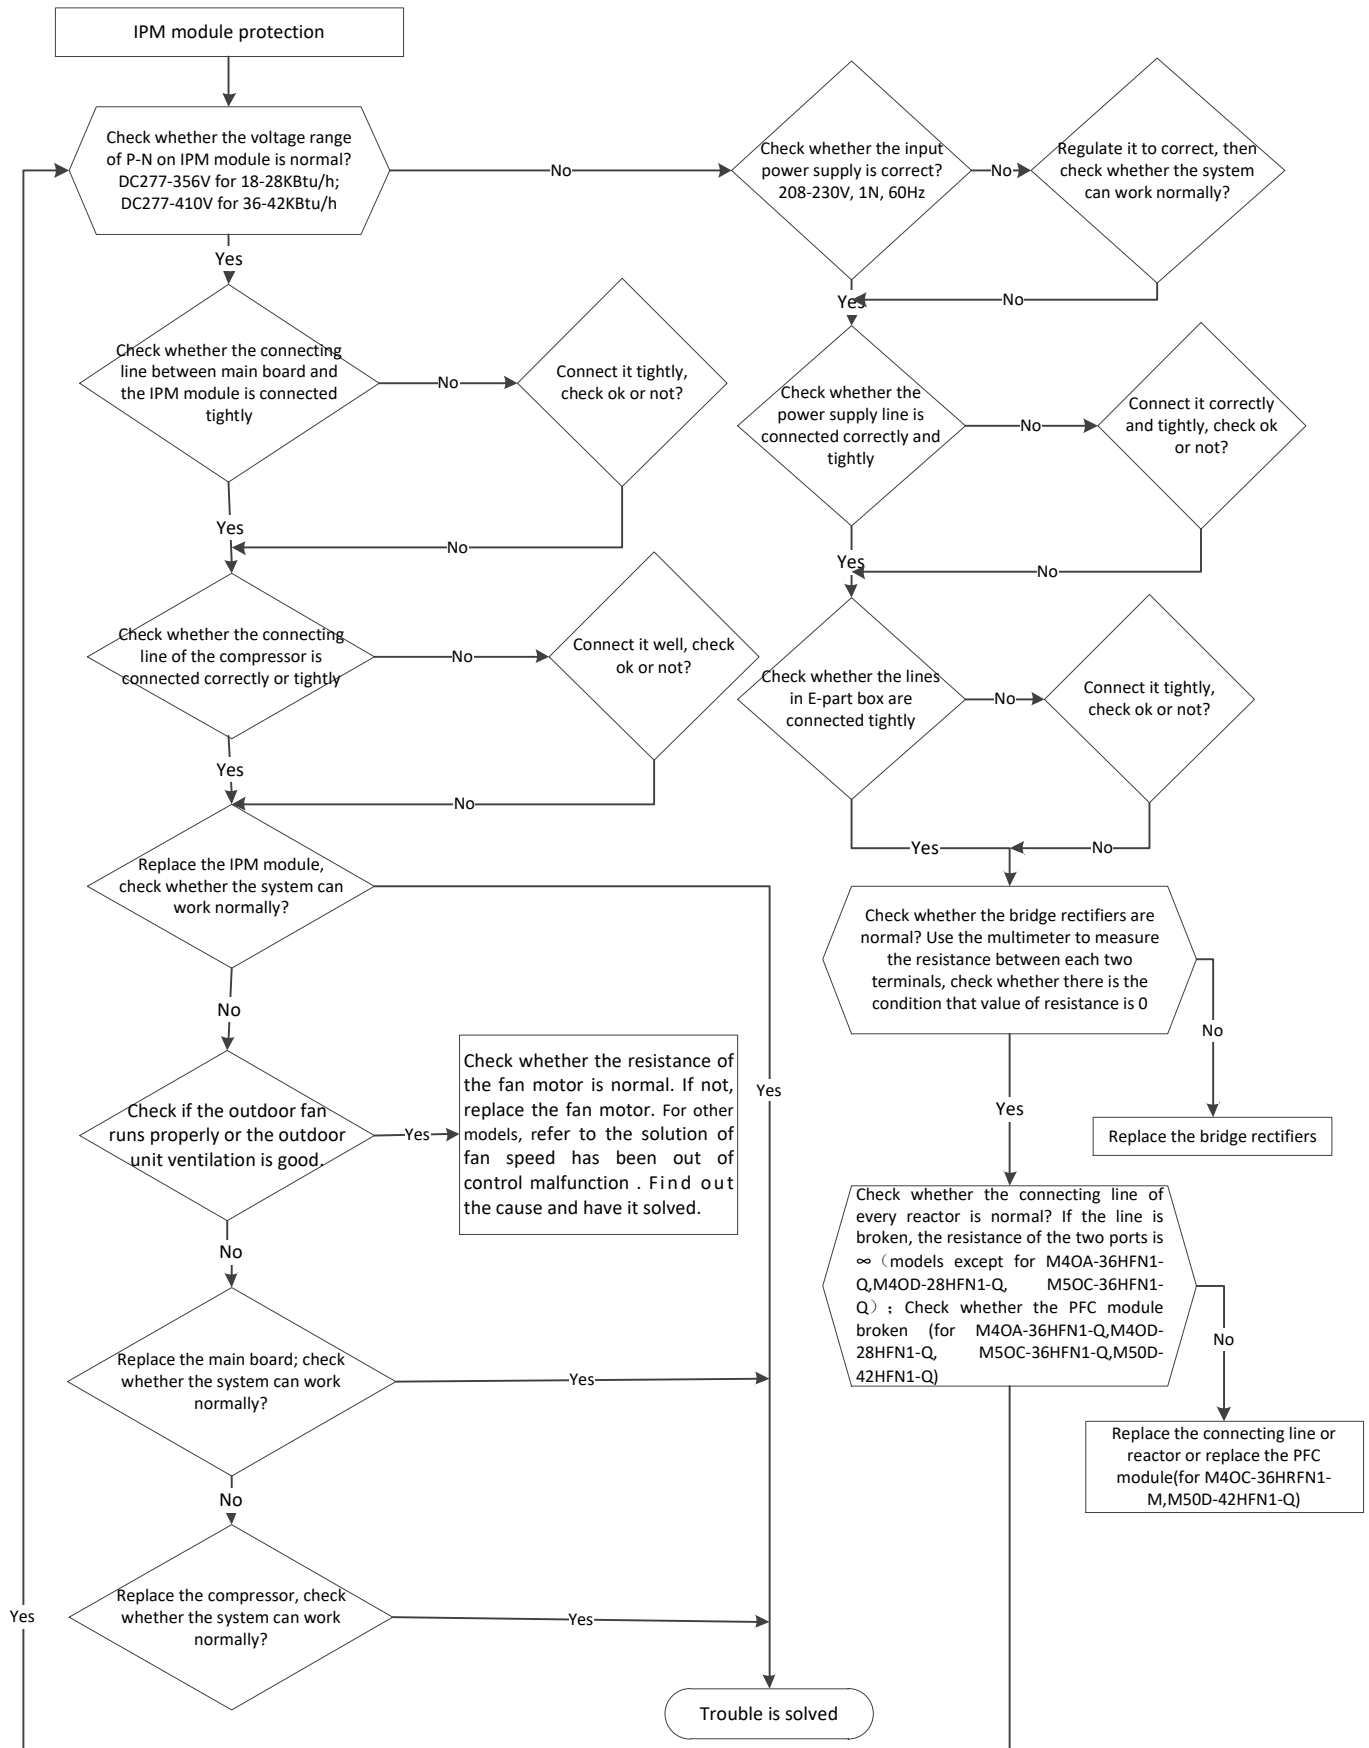 IPM module protection
Check whether the voltage range
of P-N on IPM module is normal?
DC277-356V for 18-28KBtu/h;
DC277-410V for 36-42KBtu/h
No
Check whether the input
power supply is correct?
208-230V, 1N, 60Hz
No
Regulate it to correct, then
check whether the system
can work normally?
Yes
Yes
No
Check whether the connecting
line between main board and
the IPM module is connected
tightly
No
Connect it tightly,
check ok or not?
Check whether the
power supply line is
connected correctly and
tightly
No
Connect it correctly
and tightly, check ok
or not?
Yes
No
Yes
No
Check whether the connecting
line of the compressor is
connected correctly or tightly
No
Connect it well, check
ok or not?
Check whether the lines
in E-part box are
connected tightly
No
Connect it tightly,
check ok or not?
Yes
No
Yes
No
Replace the IPM module,
check whether the system can
work normally?
Check whether the bridge rectifiers are
normal? Use the multimeter to measure
the resistance between each two
terminals, check whether there is the
condition that value of resistance is 0
No
No
Check if the outdoor fan
runs properly or the outdoor
unit ventilation is good.
Yes
Check whether the resistance of
the fan motor is normal. If not,
replace the fan motor. For other
models, refer to the solution of
fan speed has been out of
control malfunction . Find out
the cause and have it solved.
Yes
Yes
Replace the bridge rectifiers
Check whether the connecting line of
every reactor is normal? If the line is
broken, the resistance of the two ports is
∞（models except for M4OA-36HFN1-
Q,M4OD-28HFN1-Q, M5OC-36HFN1-
Q）；Check whether the PFC module
broken (for M4OA-36HFN1-Q,M4OD-
28HFN1-Q, M5OC-36HFN1-Q,M50D-
42HFN1-Q)
No
No
Replace the main board; check
whether the system can work
normally?
Yes
Replace the connecting line or
reactor or replace the PFC
module(for M4OC-36HRFN1-
M,M50D-42HFN1-Q)
No
Replace the compressor, check
whether the system can work
normally?
Yes
Yes
Trouble is solved